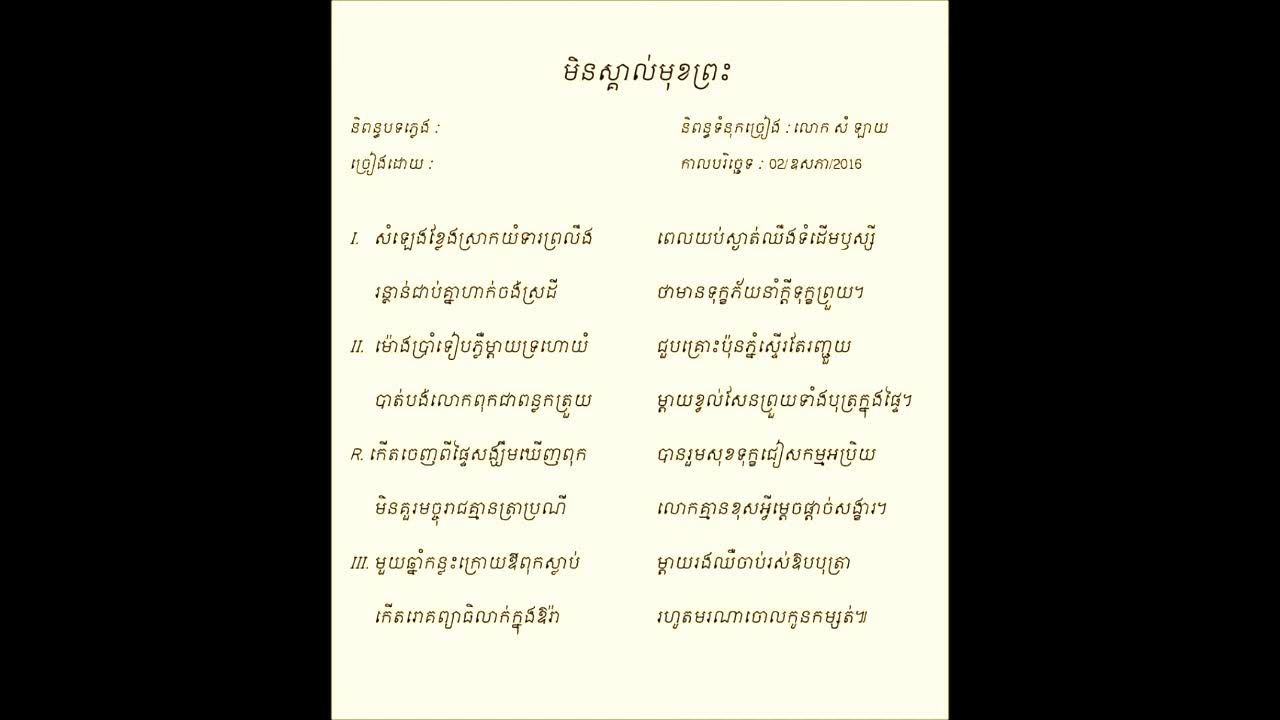 មិនស្គាល់មុខព្រះ
និពន្ធបទភ្លេង : និពន្ធទំនុកច្រៀង : លោក សំ ឡាយ
ច្រៀងដោយ : កាលបរិច្ឆេទ : 02/ឧសភា/2016
I. សំឡេងខ្លែងស្រាកយំទារព្រលឹង ពេលយប់ស្ងាត់ឈឹងទំដើមឫស្សី
រន្ថាន់ជាប់គ្នាហាក់ចង់ស្រដី ថាមានទុក្ខភ័យនាំក្ដីទុក្ខព្រួយ។
II. ម៉ោងប្រាំទៀបភ្លឺម្ដាយទ្រហោយំ ជួបគ្រោះប៉ុនភ្នំស្ទើរតែរញ្ជួយ
បាត់បង់លោកពុកជាពន្លកត្រួយ ម្ដាយខ្វល់សែនព្រួយទាំងបុត្រក្នុងផ្ទៃ។
R. កើតចេញពីផ្ទៃសង្ឃឹមឃើញពុក បានរួមសុខទុក្ខជៀសកម្មអប្រិយ
មិនគួរមច្ចុរាជគ្មានត្រាប្រណី លោកគ្មានខុសអ្វីម្ដេចផ្ដាច់សង្ខារ។
III. មួយឆ្នាំកន្លះក្រោយឪពុកស្លាប់ ម្ដាយរងឈឺចាប់រស់ឱបបុត្រា
កើតរោគព្យាធិលាក់ក្នុងឱរ៉ា រហូតមរណាចោលកូនកម្សត់៕